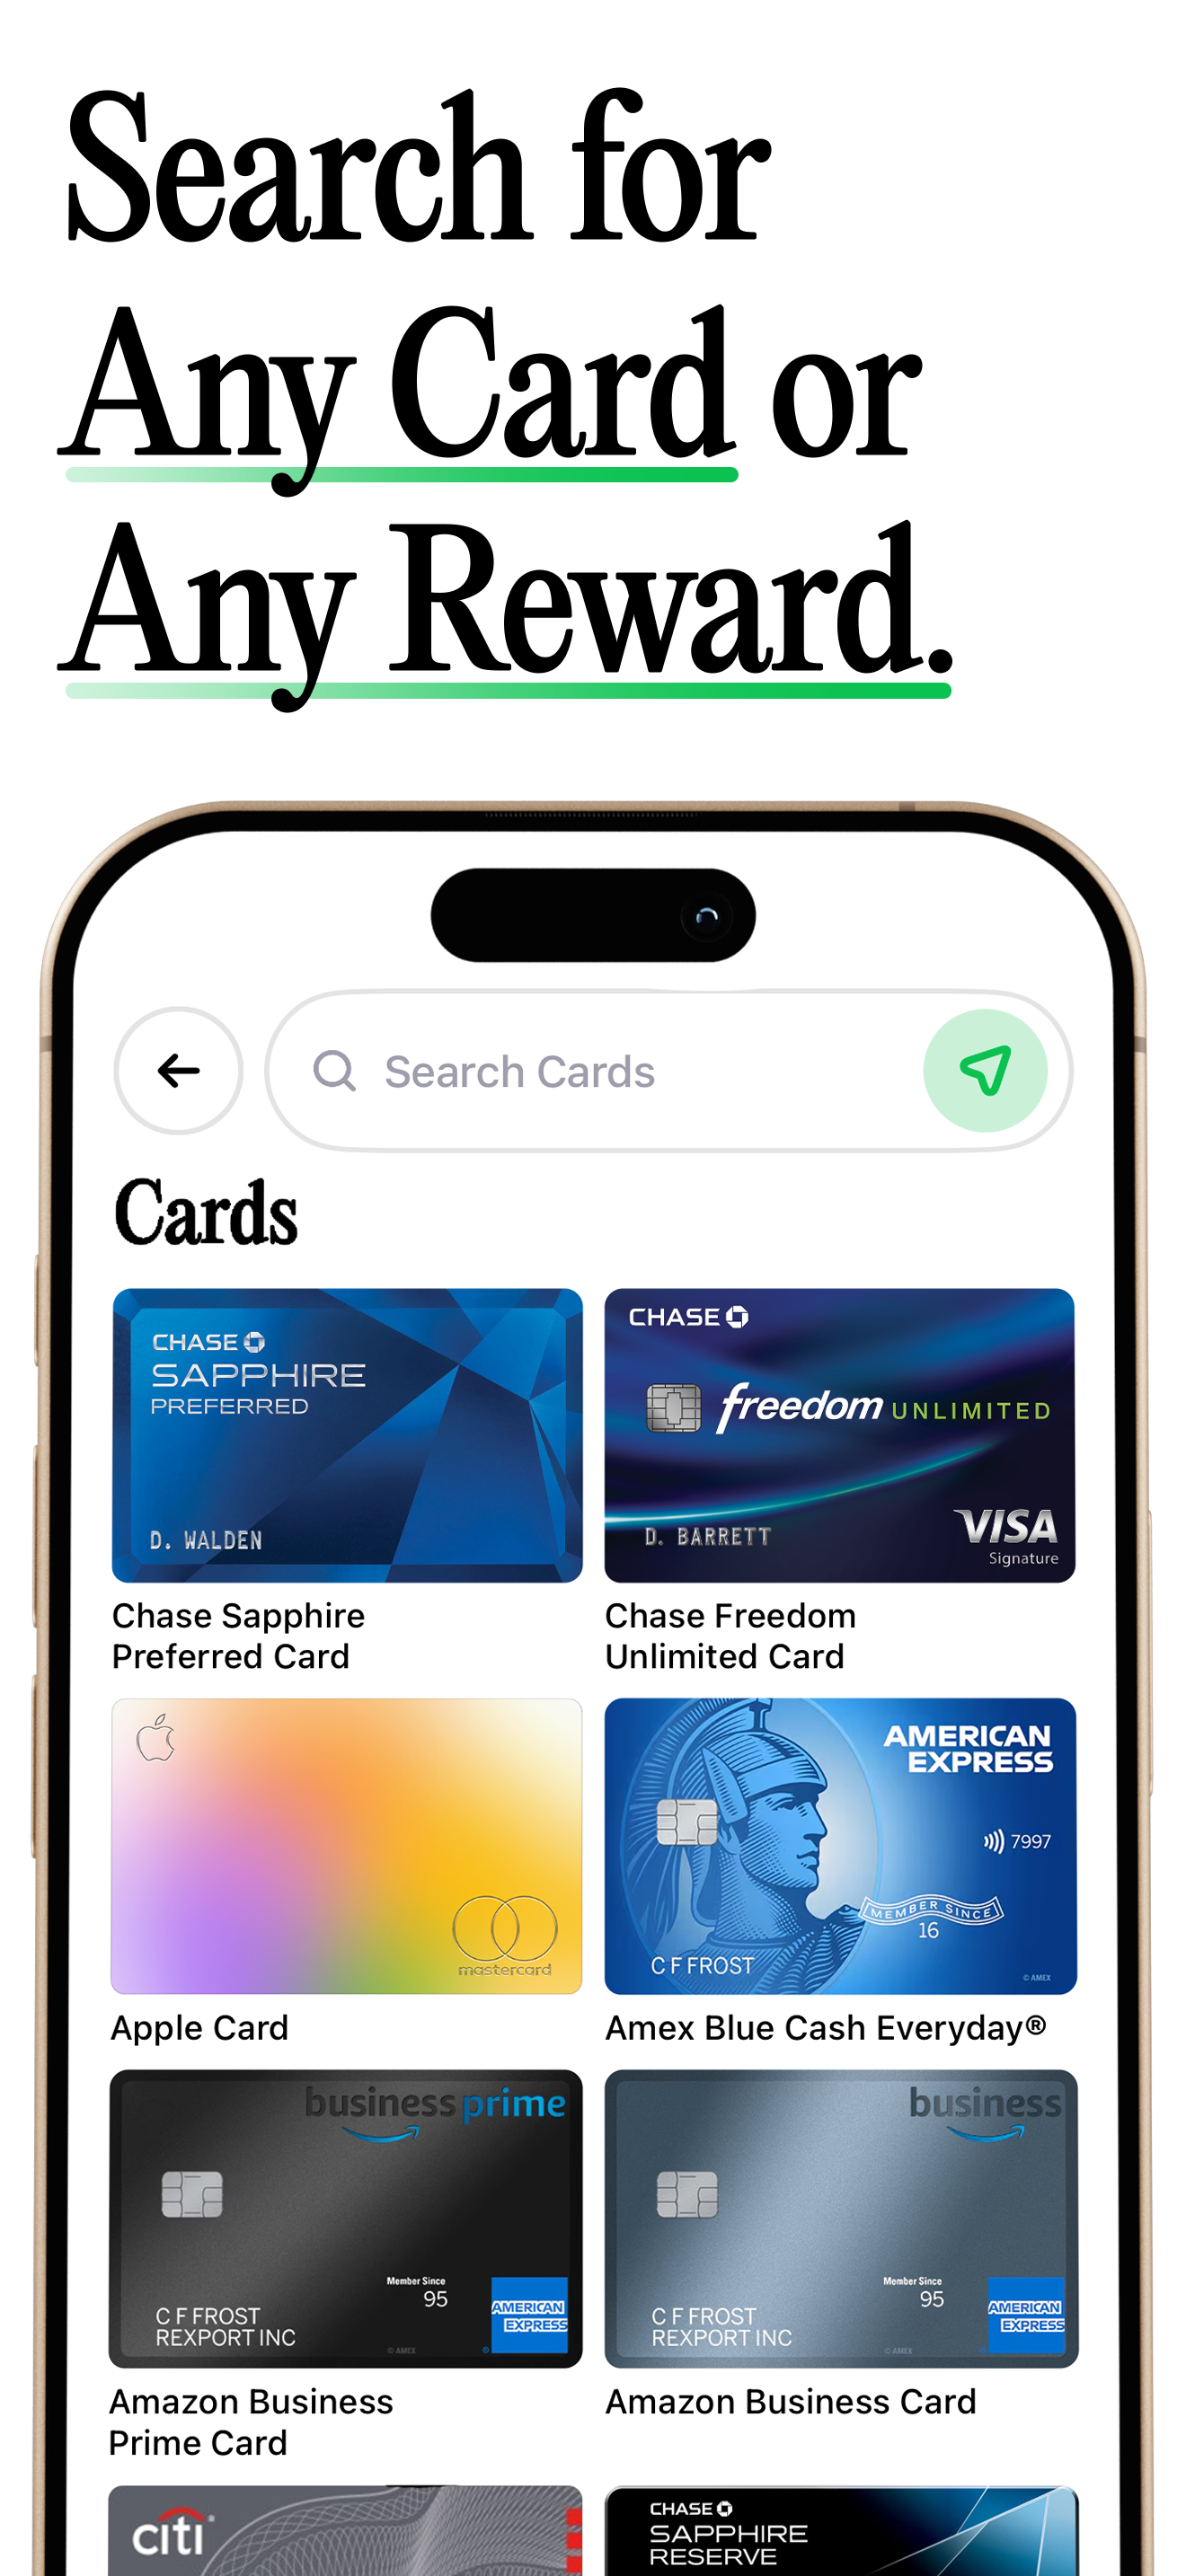 Search for
Any Card or
Any Reward.
Search Cards
Cards
CHASE
SAPPHIRE
PREFERRED
D. WALDEN
CHASE
freedom UNLIMITED
D. BARRETT
VISA
Signature
Chase Sapphire
Preferred Card
Chase Freedom
Unlimited Card
mastercard
AMERICAN
EXPRESS
7997
MEMBER SINCE
16
C F FROST
© AMEX
Apple Card
Amex Blue Cash Everyday®
business prime
Member Since
95
C F FROST
REXPORT INC
AMERICAN
EXPRESS
© AMEX
®
business
Member Since
95
C F FROST
REXPORT INC
AMERICAN
EXPRESS
© AMEX
Amazon Business
Prime Card
Amazon Business Card
citi®
CHASE
SAPPHIRE
RESERVE